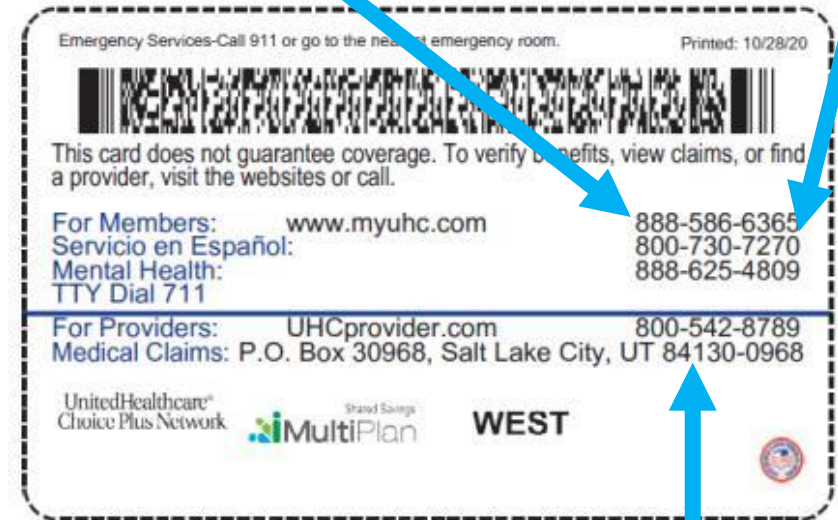 Emergency Services-Call 911 or go to the nearest emergency room. Printed: 10/28/20
This card does not guarantee coverage. To verify benefits, view claims, or find
a provider, visit the websites or call.
For Members: www.myuhc.com 888-586-6365
Servicio en Español: 800-730-7270
Mental Health: 888-625-4809
TTY Dial 711
For Providers: UHCprovider.com 800-542-8789
Medical Claims: P.O. Box 30968, Salt Lake City, UT 84130-0968
UnitedHealthcare®
Choice Plus Network
Shared Savings
MultiPlan
WEST